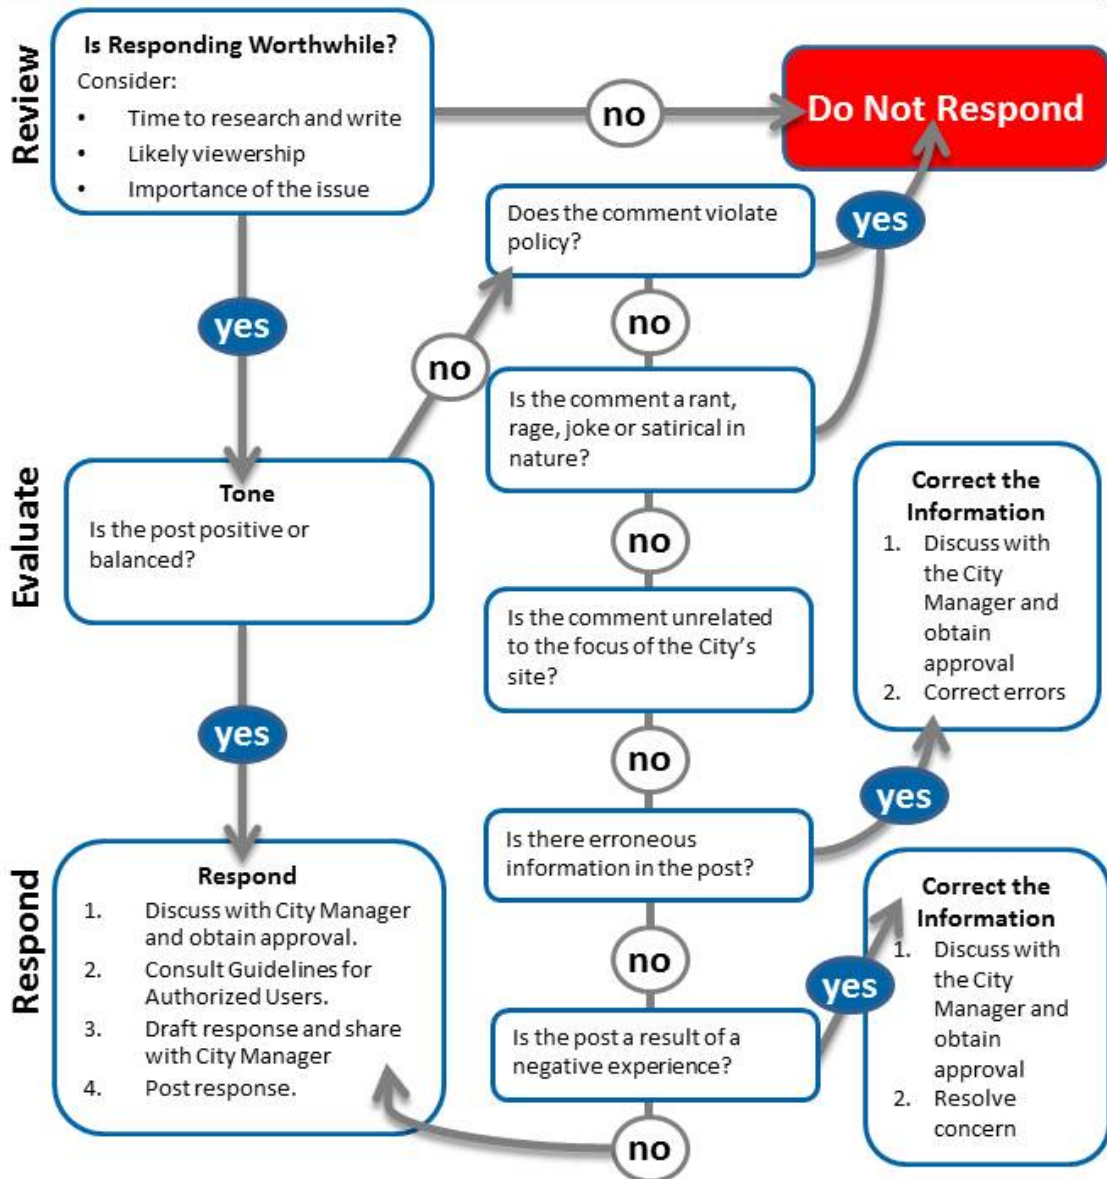 Review
Is Responding Worthwhile?
Consider:
• Time to research and write
• Likely viewership
• Importance of the issue
no
Do Not Respond
yes
Does the comment violate
policy?
yes
no
no
Is the comment a rant,
rage, joke or satirical in
nature?
Evaluate
Tone
Is the post positive or
balanced?
no
Is the comment unrelated
to the focus of the City's
site?
Correct the
Information
1. Discuss with
the City
Manager and
obtain
approval
2. Correct errors
yes
no
yes
Is there erroneous
information in the post?
Respond
Respond
1. Discuss with City Manager
and obtain approval.
2. Consult Guidelines for
Authorized Users.
3. Draft response and share
with City Manager
4. Post response.
no
yes
Is the post a result of a
negative experience?
Correct the
Information
1. Discuss with
the City
Manager and
obtain
approval
2. Resolve
concern
no